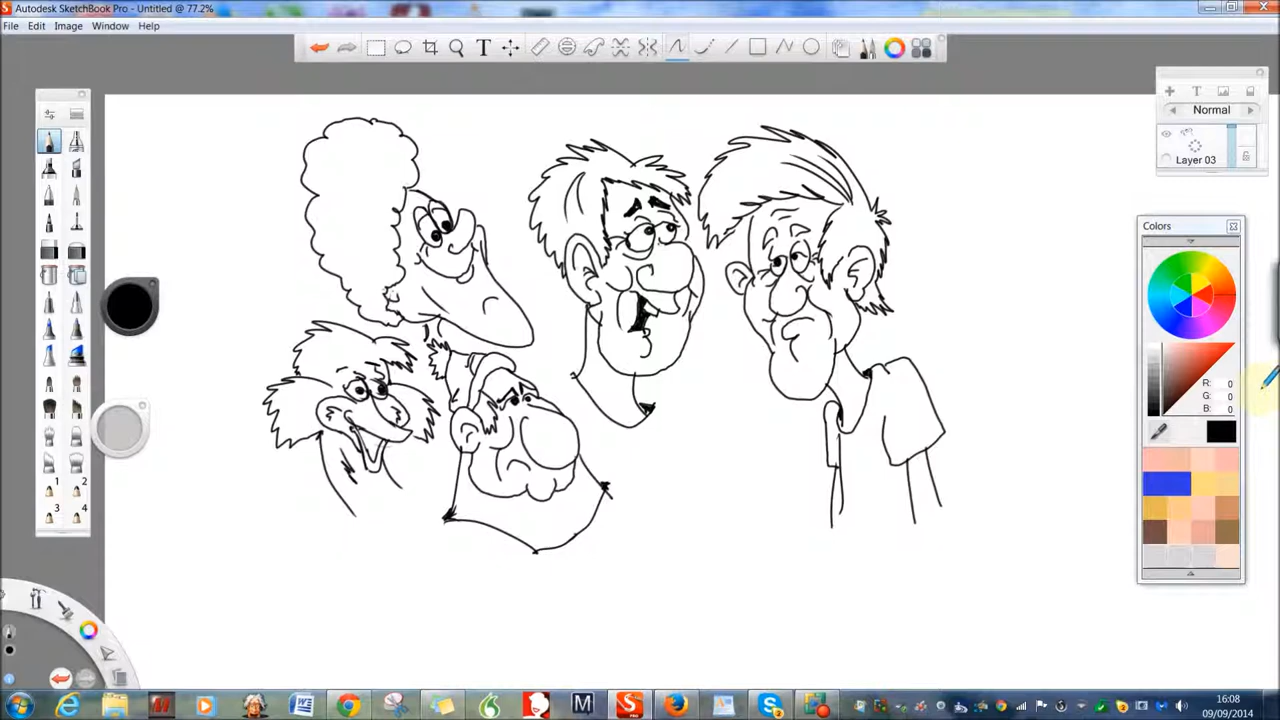 Autodesk SketchBook Pro - Untitled @ 77.2%
File Edit Image Window Help
T
T
Normal
Layer 03
Colors
R: 0
G: 0
B: 0
1 2
3 4
16:08
09/09/2014